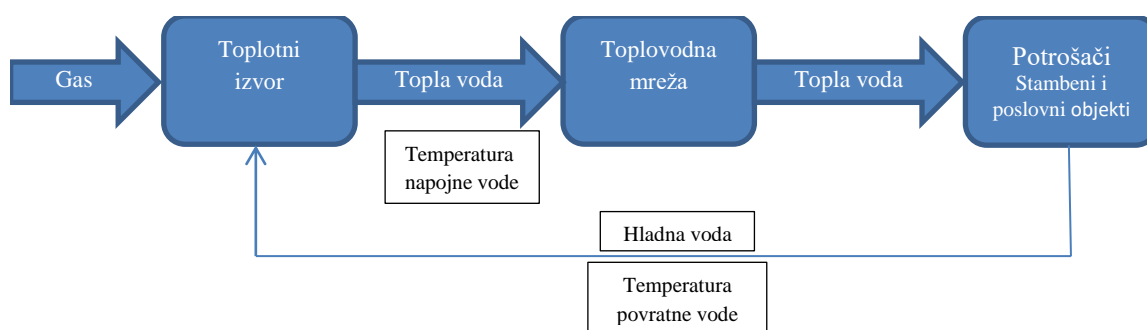 Gas
Toplotni
izvor
Topla voda
Toplovodna
mreža
Topla voda
Potrošači
Stambeni i
poslovni objekti
Temperatura
napojne vode
Hladna voda
Temperatura
povratne vode